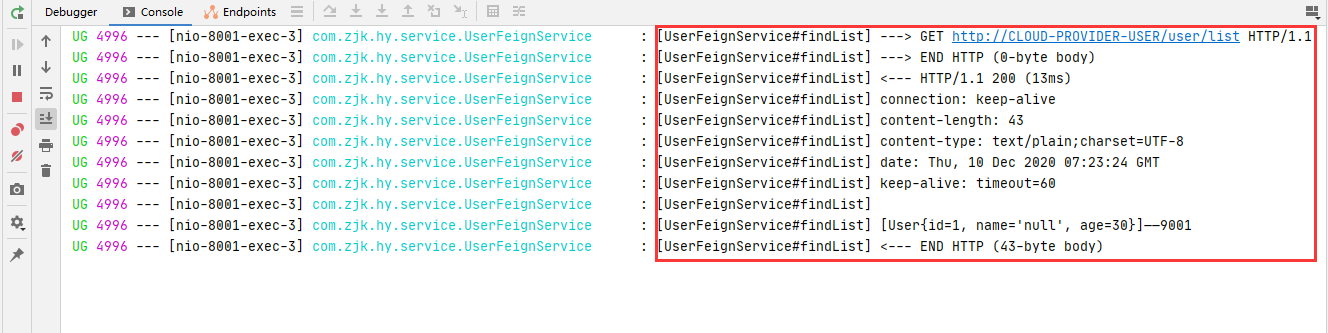 Debugger Console Endpoints
UG 4996 --- [nio-8001-exec-3] com.zjk.hy.service.UserFeignService : [UserFeignService#findList] ---> GET http://CLOUD-PROVIDER-USER/user/list HTTP/1.1
UG 4996 --- [nio-8001-exec-3] com.zjk.hy.service.UserFeignService : [UserFeignService#findList] ---> END HTTP (0-byte body)
UG 4996 --- [nio-8001-exec-3] com.zjk.hy.service.UserFeignService : [UserFeignService#findList] <--- HTTP/1.1 200 (13ms)
UG 4996 --- [nio-8001-exec-3] com.zjk.hy.service.UserFeignService : [UserFeignService#findList] connection: keep-alive
UG 4996 --- [nio-8001-exec-3] com.zjk.hy.service.UserFeignService : [UserFeignService#findList] content-length: 43
UG 4996 --- [nio-8001-exec-3] com.zjk.hy.service.UserFeignService : [UserFeignService#findList] content-type: text/plain;charset=UTF-8
UG 4996 --- [nio-8001-exec-3] com.zjk.hy.service.UserFeignService : [UserFeignService#findList] date: Thu, 10 Dec 2020 07:23:24 GMT
UG 4996 --- [nio-8001-exec-3] com.zjk.hy.service.UserFeignService : [UserFeignService#findList] keep-alive: timeout=60
UG 4996 --- [nio-8001-exec-3] com.zjk.hy.service.UserFeignService : [UserFeignService#findList]
UG 4996 --- [nio-8001-exec-3] com.zjk.hy.service.UserFeignService : [UserFeignService#findList] [User{id=1, name='null', age=30}]——9001
UG 4996 --- [nio-8001-exec-3] com.zjk.hy.service.UserFeignService : [UserFeignService#findList] <--- END HTTP (43-byte body)